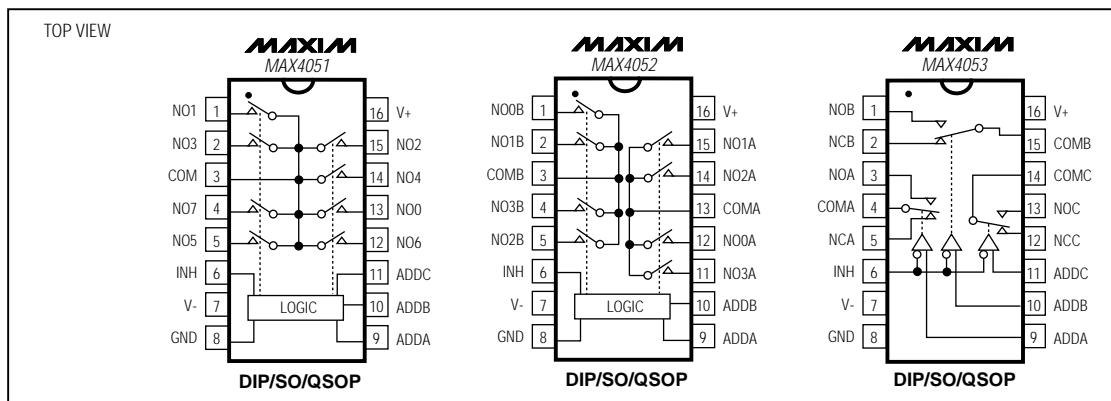 TOP VIEW
MAXIM
MAX4051
NO1 1
NO3 2
COM 3
NO7 4
NO5 5
INH 6
V- 7
GND 8
16 V+
15 NO2
14 NO4
13 NO0
12 NO6
11 ADDC
10 ADDB
9 ADDA
LOGIC
DIP/SO/QSOP
MAXIM
MAX4052
NO0B 1
NO1B 2
COMB 3
NO3B 4
NO2B 5
INH 6
V- 7
GND 8
16 V+
15 NO1A
14 NO2A
13 COMA
12 NO0A
11 NO3A
10 ADDB
9 ADDA
LOGIC
DIP/SO/QSOP
MAXIM
MAX4053
NOB 1
NCB 2
NOA 3
COMA 4
NCA 5
INH 6
V- 7
GND 8
16 V+
15 COMB
14 COMC
13 NOC
12 NCC
11 ADDC
10 ADDB
9 ADDA
DIP/SO/QSOP